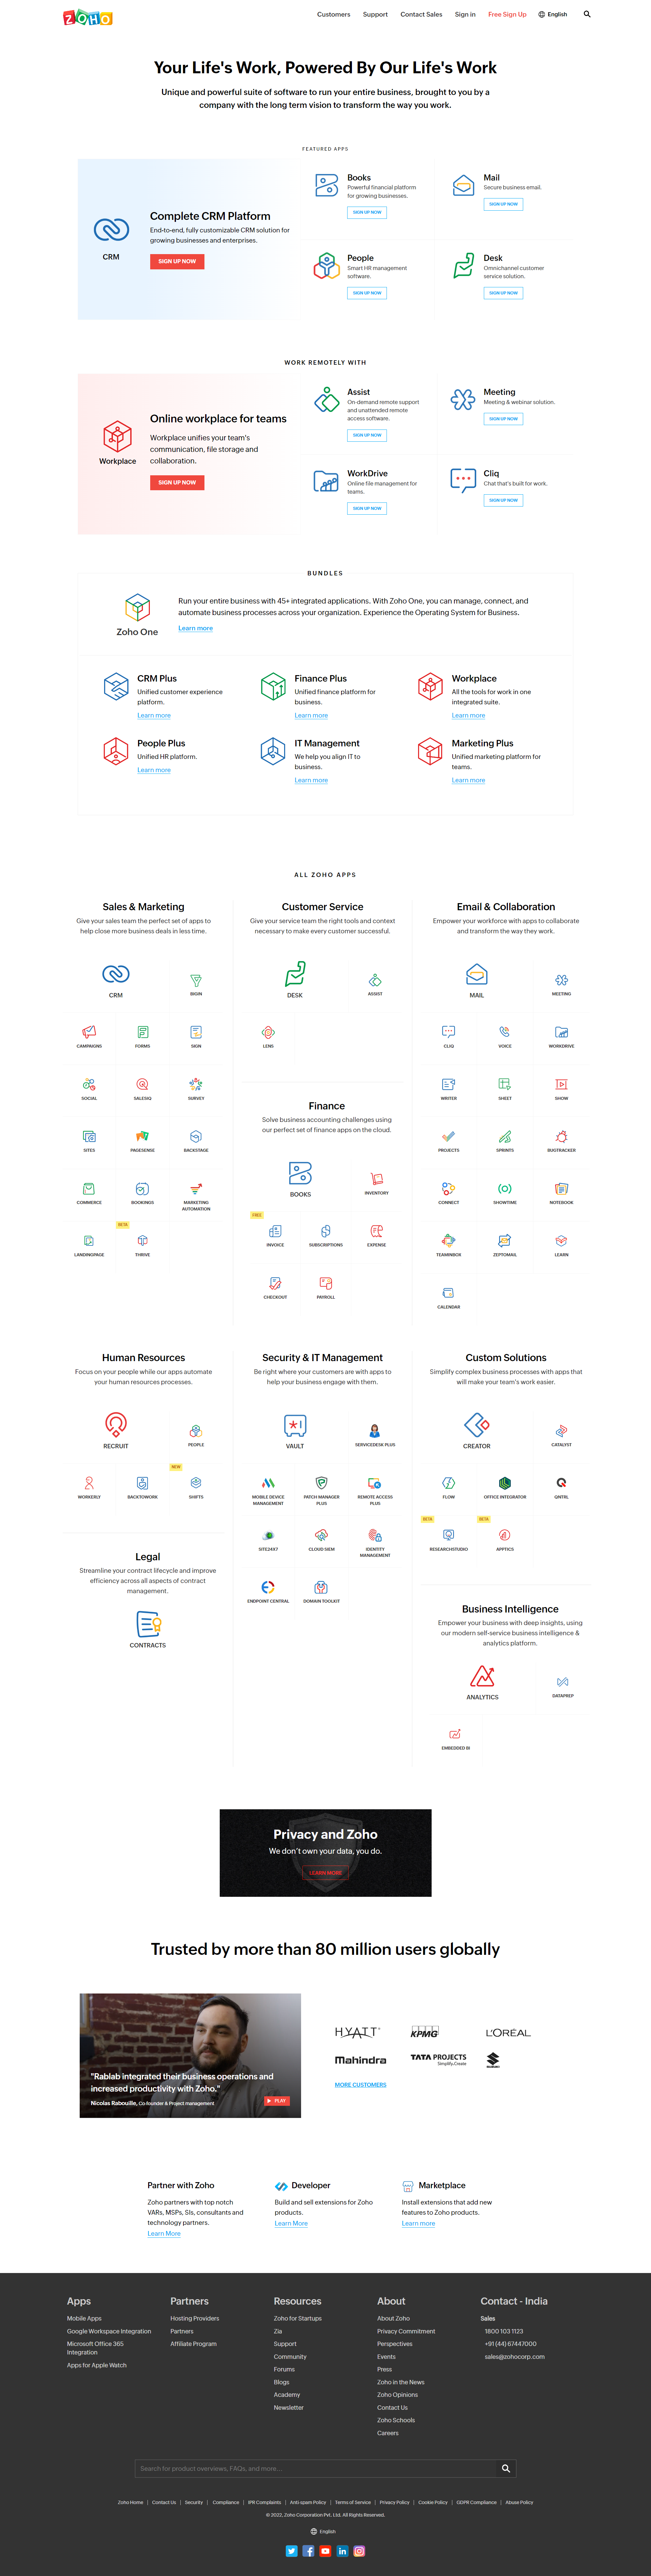 ZOHO
Customers Support Contact Sales Sign in Free Sign Up English
Your Life's Work, Powered By Our Life's Work
Unique and powerful suite of software to run your entire business, brought to you by a
company with the long term vision to transform the way you work.
FEATURED APPS
CRM
Complete CRM Platform
End-to-end, fully customizable CRM solution for
growing businesses and enterprises.
SIGN UP NOW
Books
Powerful financial platform
for growing businesses.
SIGN UP NOW
Mail
Secure business email.
SIGN UP NOW
People
Smart HR management
software.
SIGN UP NOW
Desk
Omnichannel customer
service solution.
SIGN UP NOW
WORK REMOTELY WITH
Workplace
Online workplace for teams
Workplace unifies your team's
communication, file storage and
collaboration.
SIGN UP NOW
Assist
On-demand remote support
and unattended remote
access software.
SIGN UP NOW
Meeting
Meeting & webinar solution.
SIGN UP NOW
WorkDrive
Online file management for
teams.
SIGN UP NOW
Cliq
Chat that's built for work.
SIGN UP NOW
BUNDLES
Zoho One
Run your entire business with 45+ integrated applications. With Zoho One, you can manage, connect, and
automate business processes across your organization. Experience the Operating System for Business.
Learn more
CRM Plus
Unified customer experience
platform.
Learn more
Finance Plus
Unified finance platform for
business.
Learn more
Workplace
All the tools for work in one
integrated suite.
Learn more
People Plus
Unified HR platform.
Learn more
IT Management
We help you align IT to
business.
Learn more
Marketing Plus
Unified marketing platform for
teams.
Learn more
ALL ZOHO APPS
Sales & Marketing
Give your sales team the perfect set of apps to
help close more business deals in less time.
CRM
BIGIN
CAMPAIGNS
FORMS
SIGN
SOCIAL
SALESIQ
SURVEY
SITES
PAGESENSE
BACKSTAGE
COMMERCE
BOOKINGS
MARKETING
AUTOMATION
LANDINGPAGE
BETA
THRIVE
Customer Service
Give your service team the right tools and context
necessary to make every customer successful.
DESK
ASSIST
LENS
Finance
Solve business accounting challenges using
our perfect set of finance apps on the cloud.
BOOKS
INVENTORY
FREE
INVOICE
SUBSCRIPTIONS
EXPENSE
CHECKOUT
PAYROLL
Email & Collaboration
Empower your workforce with apps to collaborate
and transform the way they work.
MAIL
MEETING
CLIQ
VOICE
WORKDRIVE
WRITER
SHEET
SHOW
PROJECTS
SPRINTS
BUGTRACKER
CONNECT
SHOWTIME
NOTEBOOK
TEAMINBOX
ZEPTOMAIL
LEARN
CALENDAR
Human Resources
Focus on your people while our apps automate
your human resources processes.
RECRUIT
PEOPLE
WORKERLY
BACKTOWORK
NEW
SHIFTS
Legal
Streamline your contract lifecycle and improve
efficiency across all aspects of contract
management.
CONTRACTS
Security & IT Management
Be right where your customers are with apps to
help your business engage with them.
VAULT
SERVICEDESK PLUS
MOBILE DEVICE
MANAGEMENT
PATCH MANAGER
PLUS
REMOTE ACCESS
PLUS
SITE24X7
CLOUD SIEM
IDENTITY
MANAGEMENT
ENDPOINT CENTRAL
DOMAIN TOOLKIT
Custom Solutions
Simplify complex business processes with apps that
will make your team's work easier.
CREATOR
CATALYST
FLOW
OFFICE INTEGRATOR
QNTRL
BETA
RESEARCHSTUDIO
BETA
APPTICS
Business Intelligence
Empower your business with deep insights, using
our modern self-service business intelligence &
analytics platform.
ANALYTICS
DATAPREP
EMBEDDED BI
Privacy and Zoho
We don't own your data, you do.
LEARN MORE
Trusted by more than 80 million users globally
"Rablab integrated their business operations and
increased productivity with Zoho."
Nicolas Rabouille, Co-founder & Project management
PLAY
HYATT
KPMG
L'ORÉAL
Mahindra
TATA PROJECTS
Simplify.Create
MORE CUSTOMERS
Partner with Zoho
Zoho partners with top notch
VARs, MSPs, SIs, consultants and
technology partners.
Learn More
Developer
Build and sell extensions for Zoho
products.
Learn More
Marketplace
Install extensions that add new
features to Zoho products.
Learn more
Apps
Mobile Apps
Google Workspace Integration
Microsoft Office 365
Integration
Apps for Apple Watch
Partners
Hosting Providers
Partners
Affiliate Program
Resources
Zoho for Startups
Zia
Support
Community
Forums
Blogs
Academy
Newsletter
About
About Zoho
Privacy Commitment
Perspectives
Events
Press
Zoho in the News
Zoho Opinions
Contact Us
Zoho Schools
Careers
Contact - India
Sales
1800 103 1123
+91 (44) 67447000
sales@zohocorp.com
Search for product overviews, FAQs, and more...
Zoho Home | Contact Us | Security | Compliance | IPR Complaints | Anti-spam Policy | Terms of Service | Privacy Policy | Cookie Policy | GDPR Compliance | Abuse Policy
© 2022, Zoho Corporation Pvt. Ltd. All Rights Reserved.
English